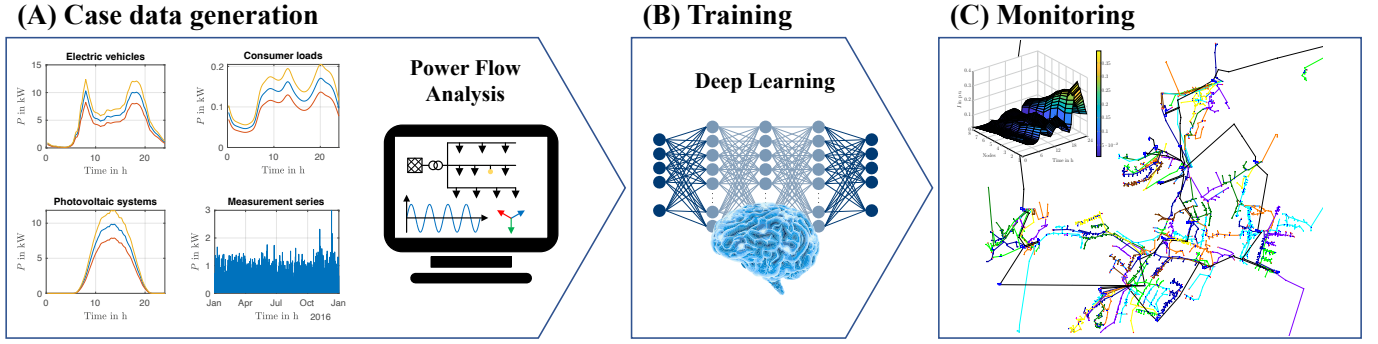 (A) Case data generation
Electric vehicles
15
10
5
0
P in kW
0 10 20
Time in h
Consumer loads
0.2
0.1
0
P in kW
0 10 20
Time in h
Photovoltaic systems
10
5
0
P in kW
0 10 20
Time in h
Measurement series
3
2
1
0
P in kW
Jan Apr Jul Oct Jan
Time in h 2016
Power Flow
Analysis
(B) Training
Deep Learning
(C) Monitoring
Nodes
Time in h